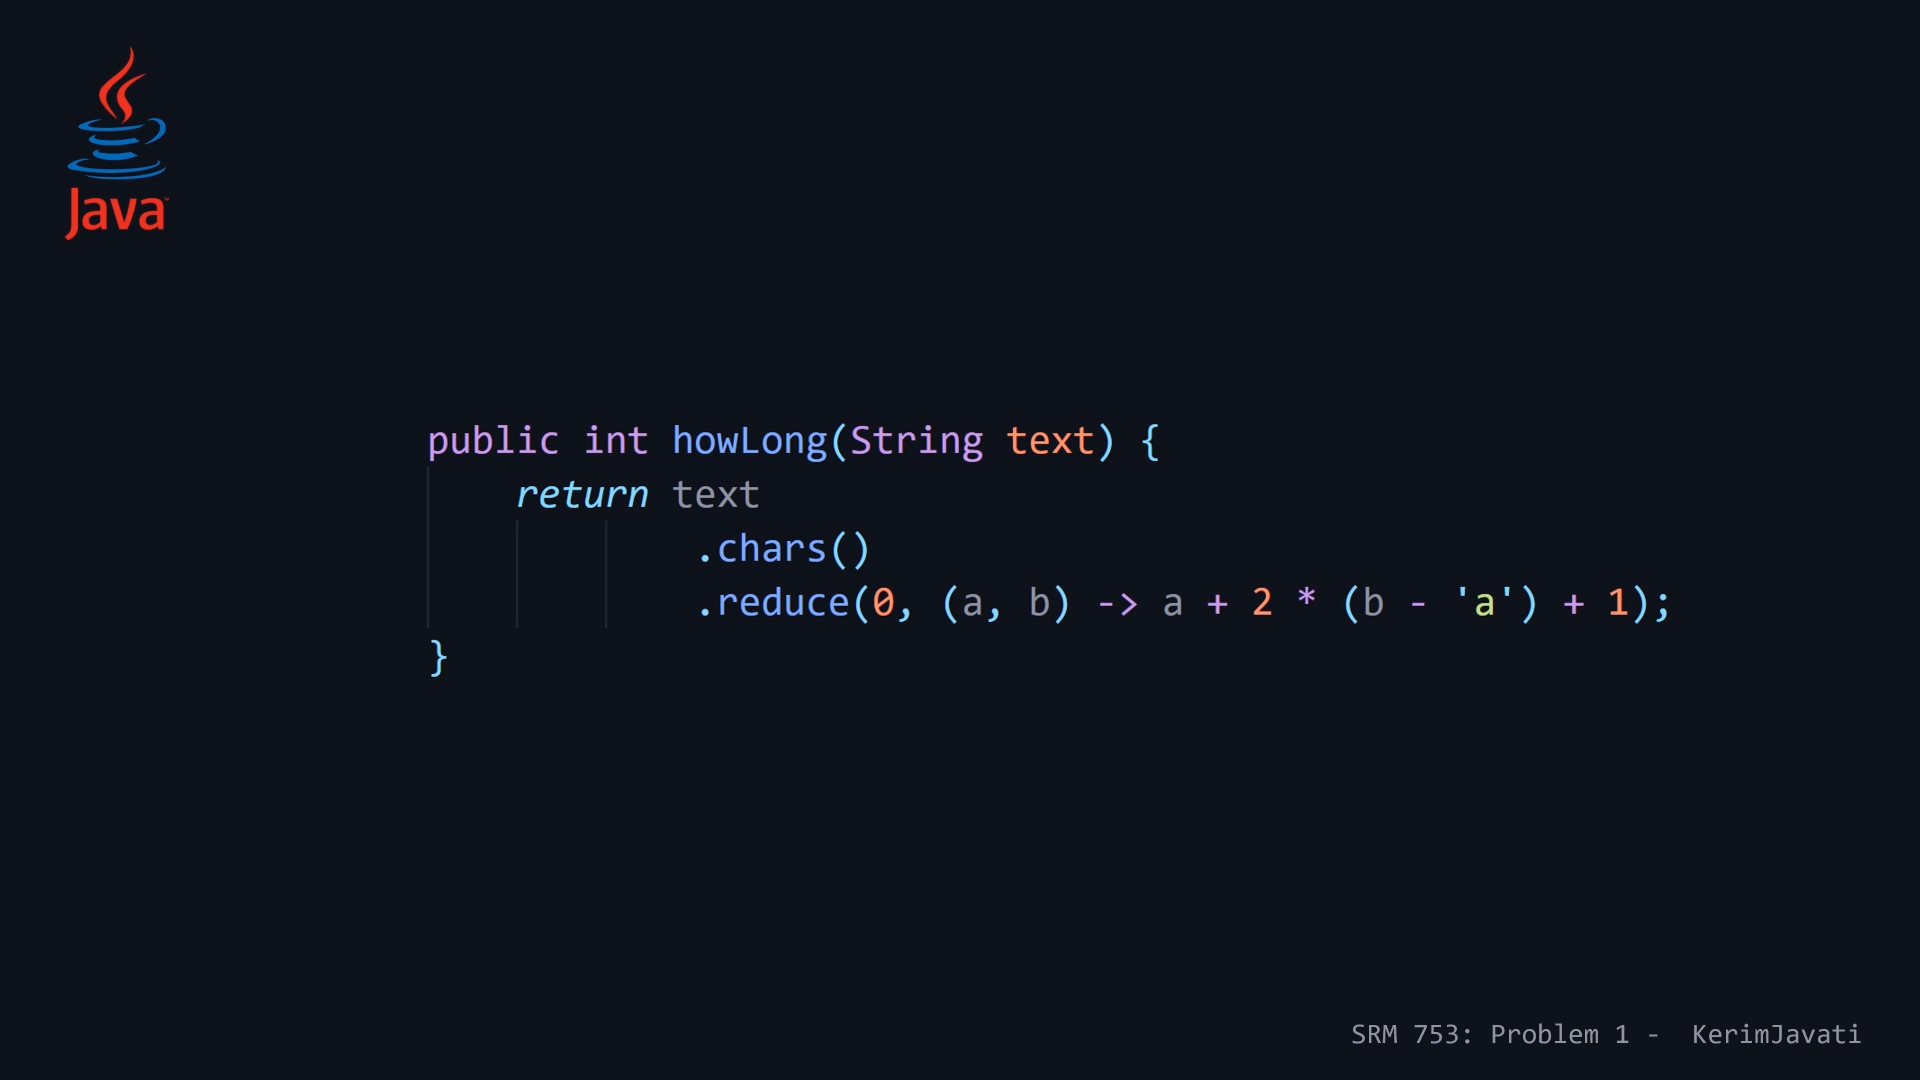 Java
public int howLong(String text) {
return text
.chars()
.reduce(0, (a, b) -> a + 2 * (b - 'a') + 1);
}
SRM 753: Problem 1 - KerimJavati